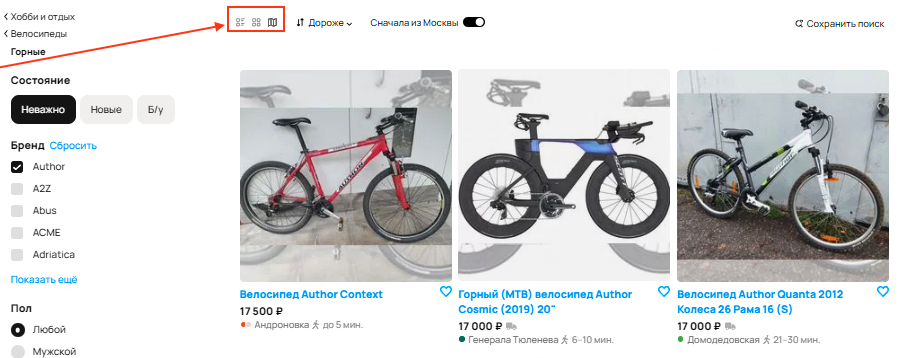 Хобби и отдых
Велосипеды
Горные
Дороже
Сначала из Москвы
Сохранить поиск
Состояние
Неважно
Новые
Б/у
Бренд Сбросить
Author
A2Z
Abus
ACME
Adriatica
Показать ещё
Пол
Любой
Мужской
Велосипед Author Context
17 500 ₽
Андроновка до 5 мин.
Горный (MTB) велосипед Author
Cosmic (2019) 20"
17 000 ₽
Генерала Тюленева 6–10 мин.
Велосипед Author Quanta 2012
Колеса 26 Рама 16 (S)
17 000 ₽
Домодедовская 21–30 мин.